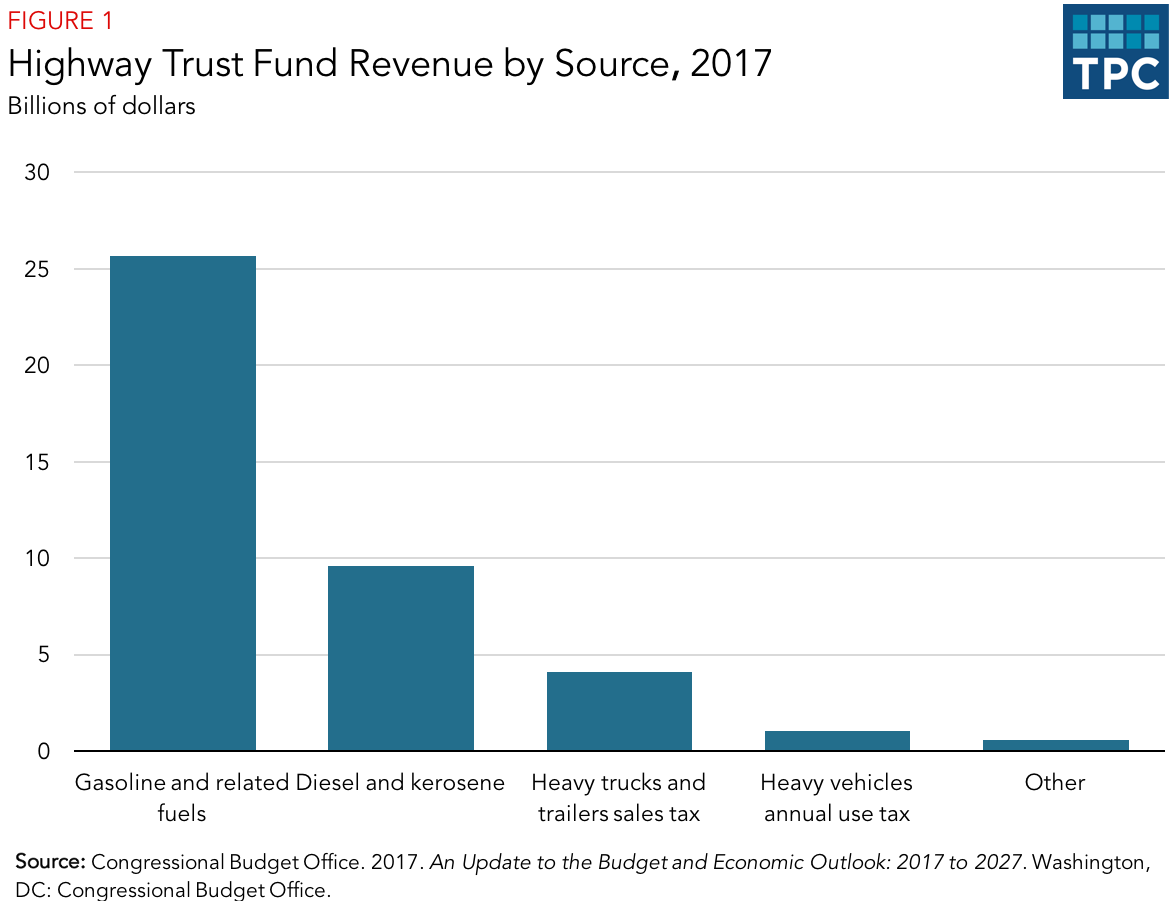 FIGURE 1
Highway Trust Fund Revenue by Source, 2017
Billions of dollars
TPC
30
25
20
15
10
5
0
Gasoline and related
fuels
Diesel and kerosene
Heavy trucks and
trailers sales tax
Heavy vehicles
annual use tax
Other
Source: Congressional Budget Office. 2017. An Update to the Budget and Economic Outlook: 2017 to 2027. Washington,
DC: Congressional Budget Office.